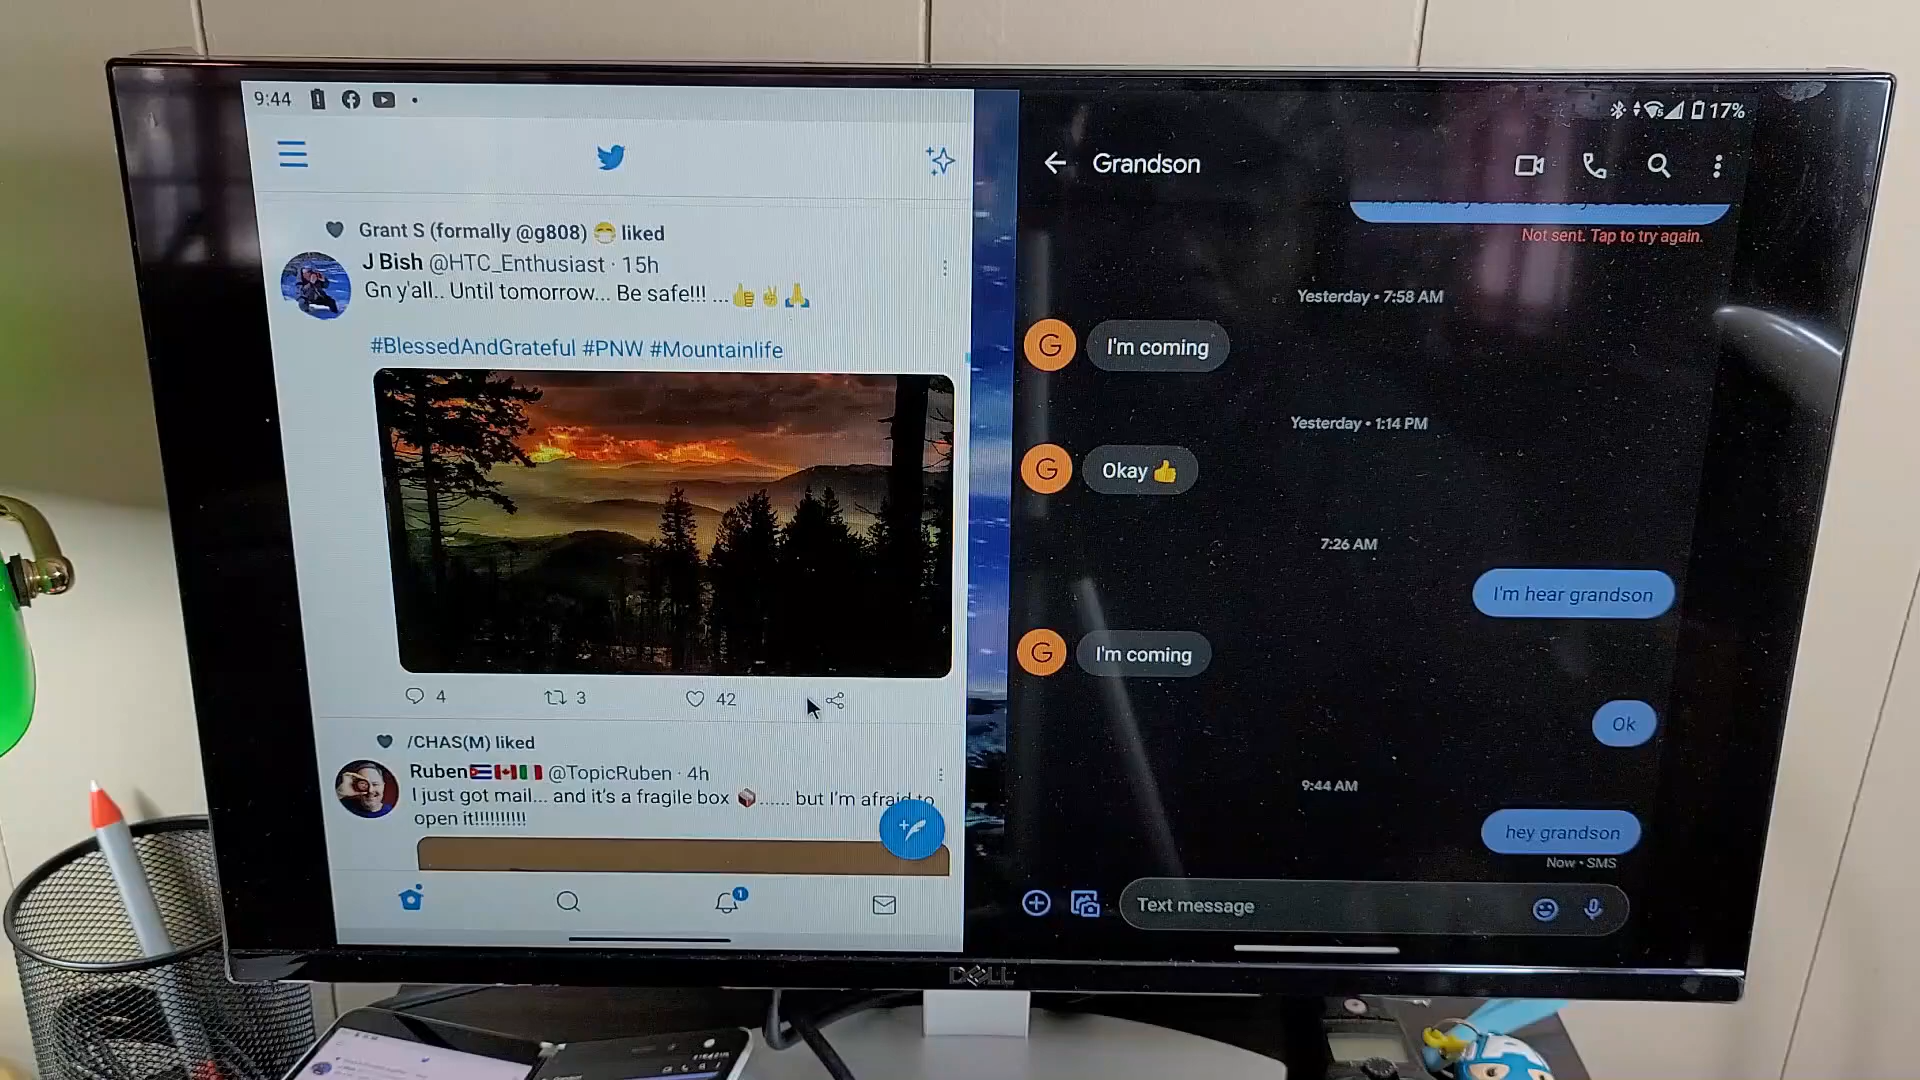 9:44
Grant S (formally @g808) 😷 liked
J Bish @HTC_Enthusiast · 15h
Gn y'all.. Until tomorrow... Be safe!!! ...👍✌🙏
#BlessedAndGrateful #PNW #Mountainlife
4
3
42
/CHAS(M) liked
Ruben🇨🇺🇨🇦🇮🇹 @TopicRuben · 4h
I just got mail... and it's a fragile box 📦...... but I'm afraid to
open it!!!!!!!!!!
1
17%
Grandson
Not sent. Tap to try again.
Yesterday • 7:58 AM
G
I'm coming
Yesterday • 1:14 PM
G
Okay 👍
7:26 AM
I'm hear grandson
G
I'm coming
Ok
9:44 AM
hey grandson
Now • SMS
Text message
DELL